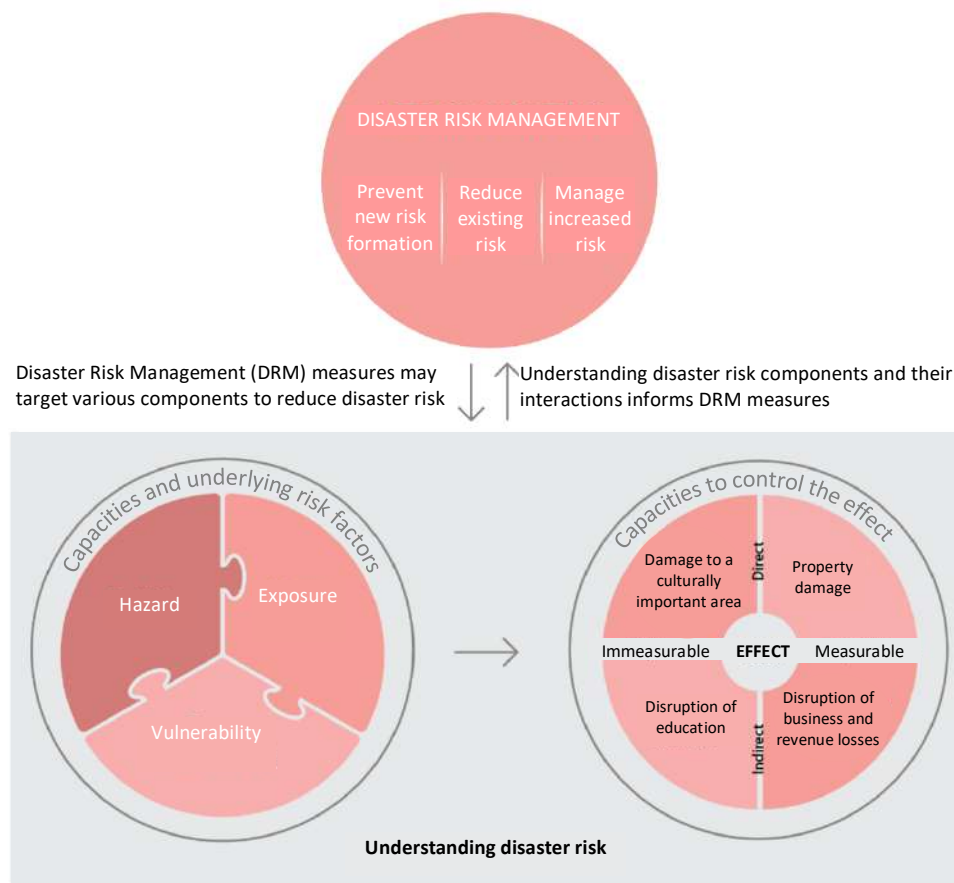 DISASTER RISK MANAGEMENT
Prevent
new risk
formation
Reduce
existing
risk
Manage
increased
risk
Disaster Risk Management (DRM) measures may
target various components to reduce disaster risk
Understanding disaster risk components and their
interactions informs DRM measures
Capacities and underlying risk factors
Hazard
Exposure
Vulnerability
Capacities to control the effect
Damage to a
culturally
important area
Direct
Property
damage
Immeasurable
EFFECT
Measurable
Disruption of
education
Indirect
Disruption of
business and
revenue losses
Understanding disaster risk